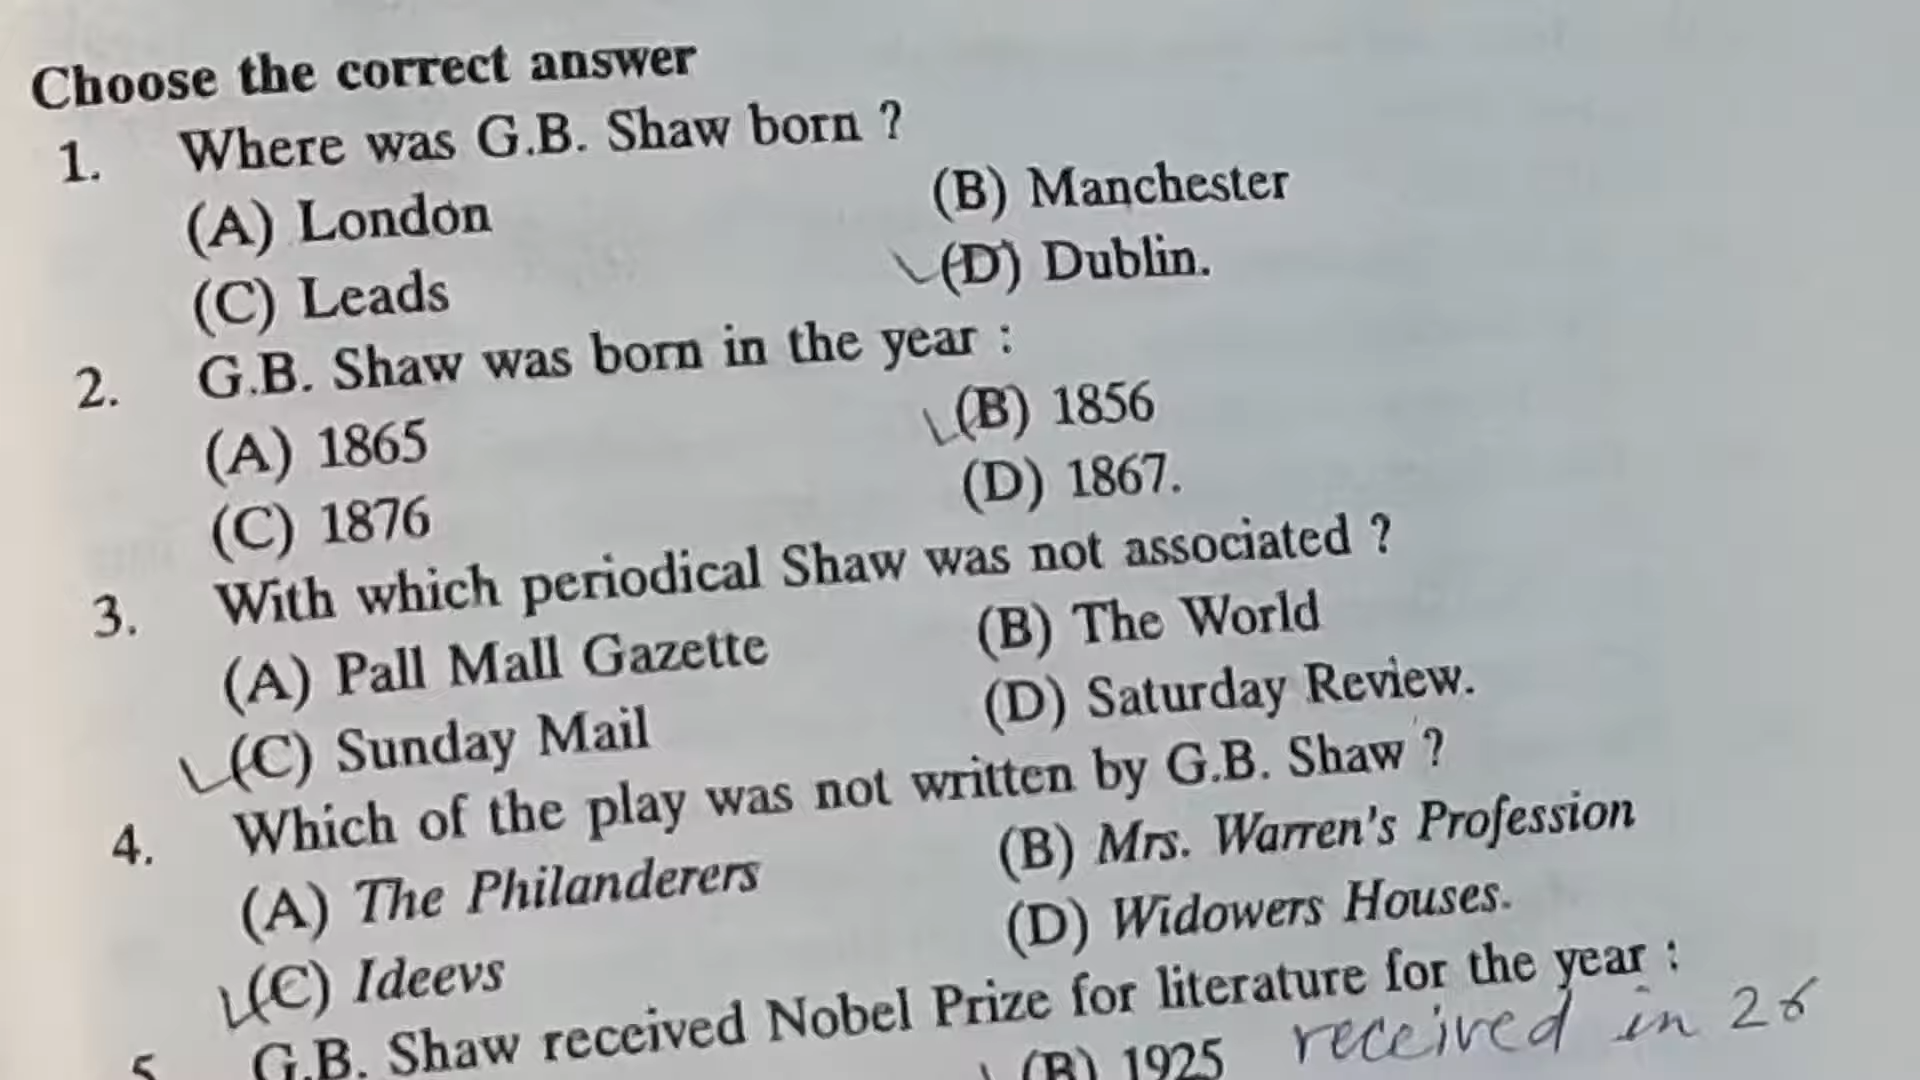 Choose the correct answer
1. Where was G.B. Shaw born ?
(A) London (B) Manchester
(C) Leads (D) Dublin.
2. G.B. Shaw was born in the year :
(A) 1865 (B) 1856
(C) 1876 (D) 1867.
3. With which periodical Shaw was not associated ?
(A) Pall Mall Gazette (B) The World
(C) Sunday Mail (D) Saturday Review.
4. Which of the play was not written by G.B. Shaw ?
(A) The Philanderers (B) Mrs. Warren's Profession
(C) Ideevs (D) Widowers Houses.
5 G.B. Shaw received Nobel Prize for literature for the year :
(B) 1925 received in 26